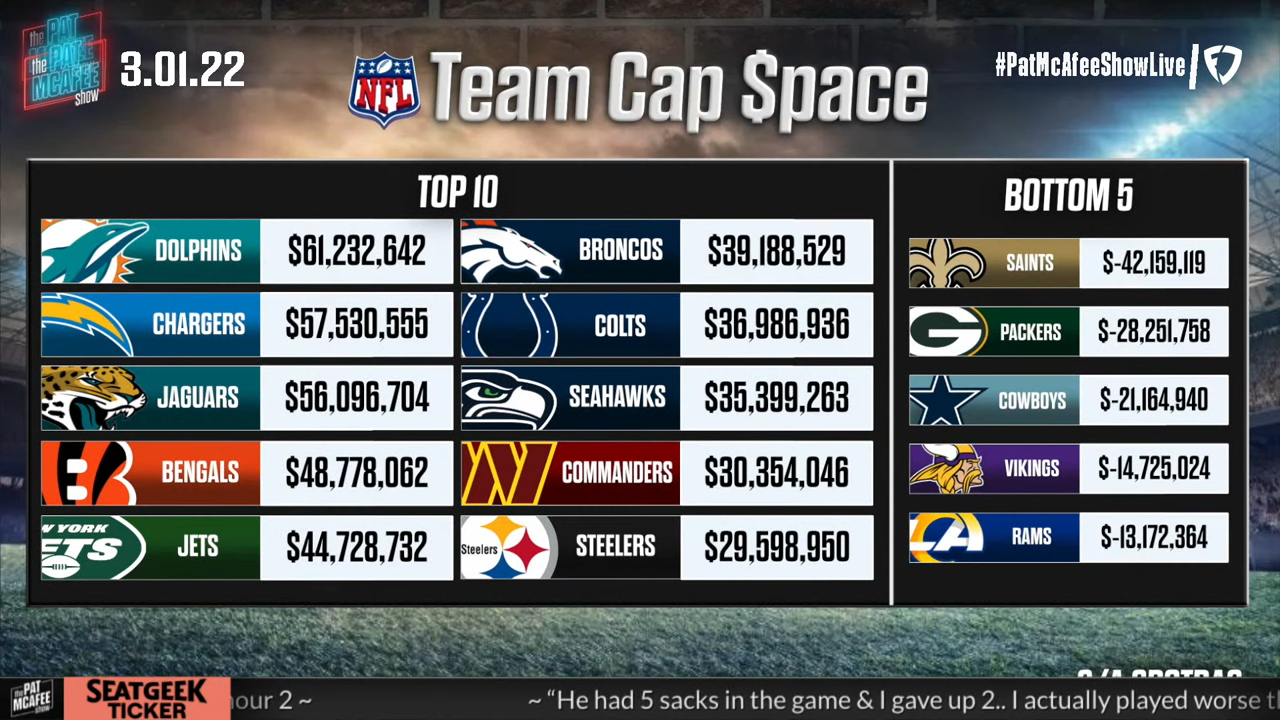 the PAT
the PAT
MCAFEE
show
3.01.22
NFL
Team Cap $pace
#PatMcAfeeShowLive
TOP 10
DOLPHINS $61,232,642
CHARGERS $57,530,555
JAGUARS $56,096,704
BENGALS $48,778,062
YORK
ETS
JETS $44,728,732
BRONCOS $39,188,529
COLTS $36,986,936
SEAHAWKS $35,399,263
COMMANDERS $30,354,046
Steelers STEELERS $29,598,950
BOTTOM 5
SAINTS $-42,159,119
G PACKERS $-28,251,758
COWBOYS $-21,164,940
VIKINGS $-14,725,024
RAMS $-13,172,364
the PAT
MCAFEE
show
SEATGEEK
TICKER
hour 2 ~ ~ “He had 5 sacks in the game & I gave up 2.. I actually played worse